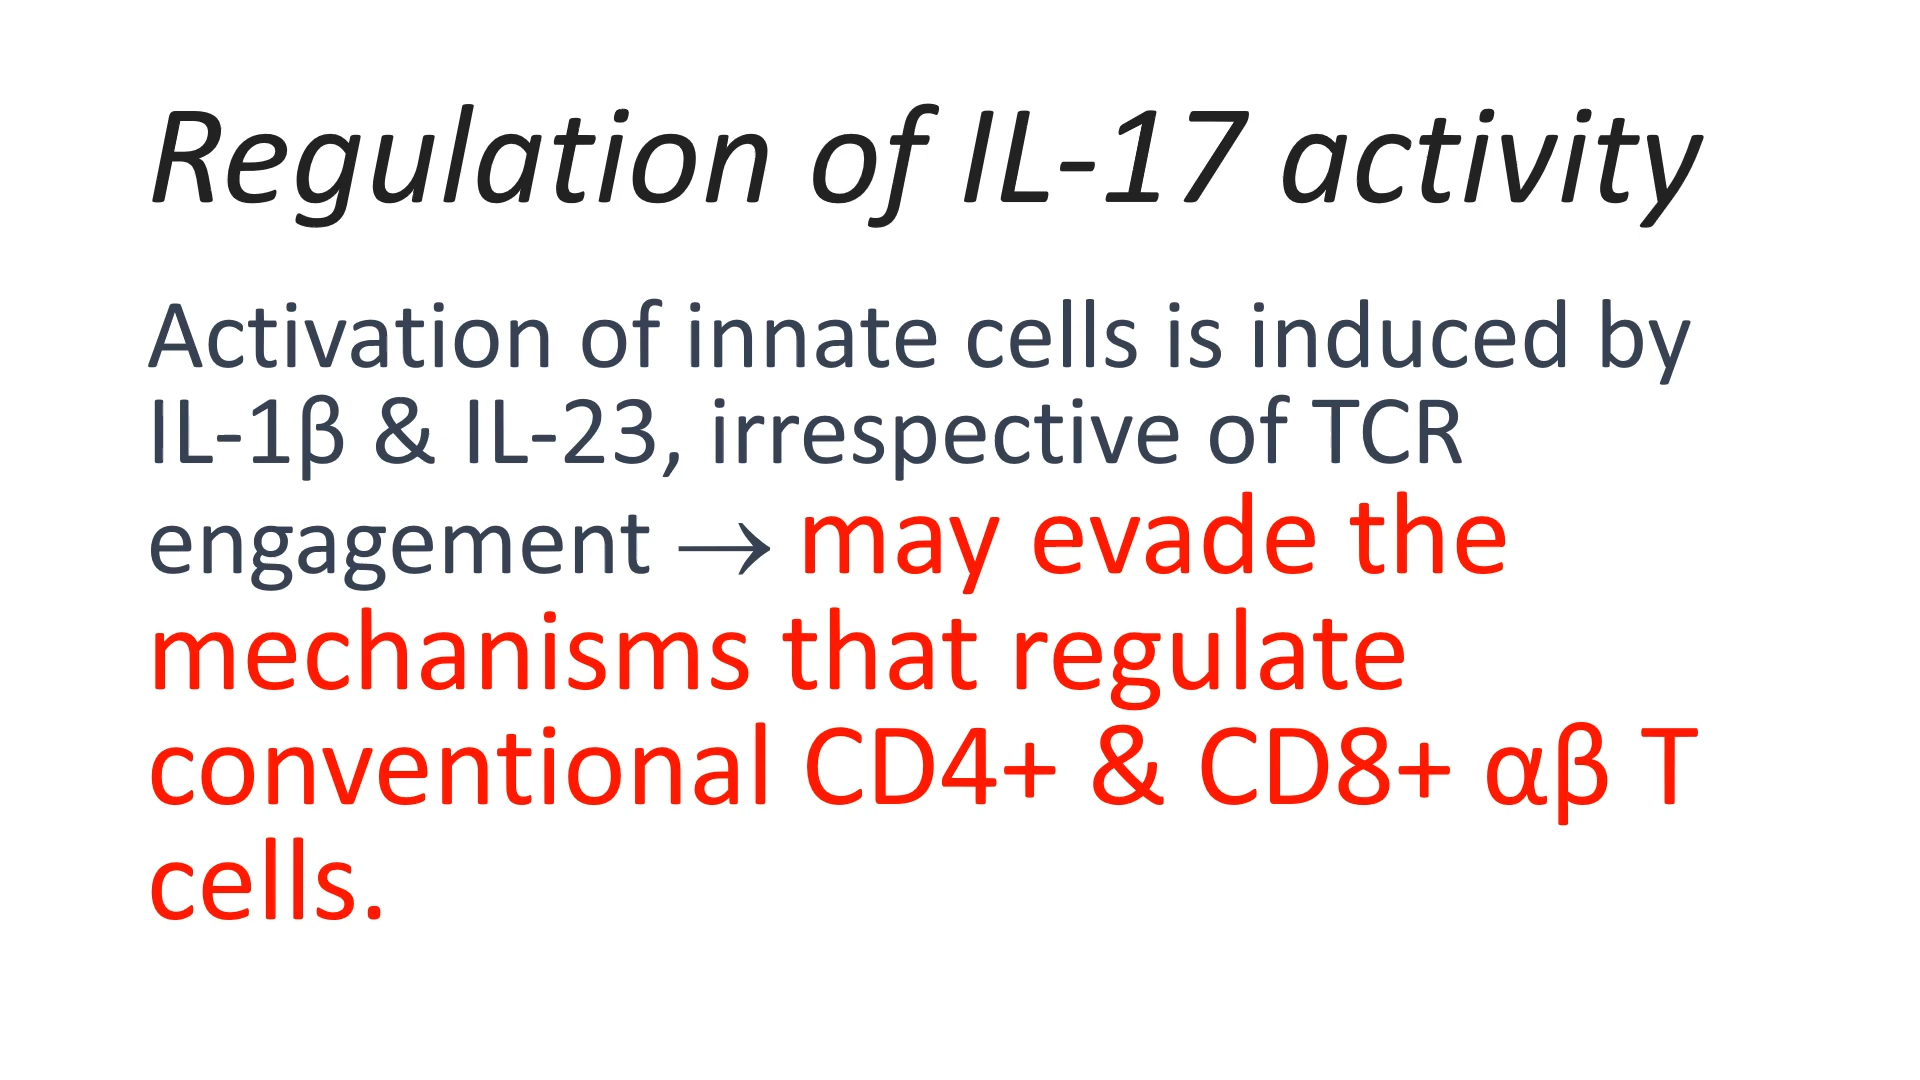 Regulation of IL-17 activity
Activation of innate cells is induced by
IL-1β & IL-23, irrespective of TCR
engagement → may evade the
mechanisms that regulate
conventional CD4+ & CD8+ αβ T
cells.